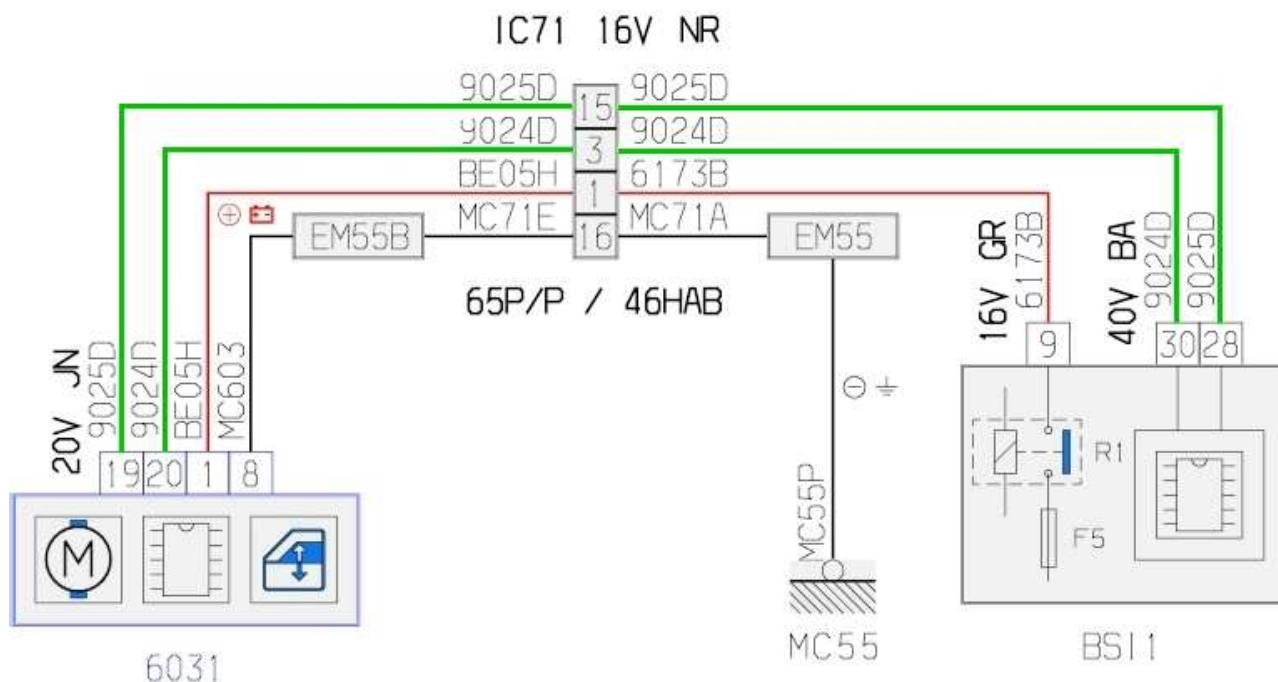 IC71 16V NR
9025D 15 9025D
9024D 3 9024D
BE05H 1 6173B
MC71E 16 MC71A
EM55B
EM55
65P/P / 46HAB
20V JN
9025D
9024D
BE05H
MC603
19 20 1 8
M
6031
MC55P
MC55
16V GR
6173B
40V BA
9024D
9025D
9 30 28
R1
F5
BSI1